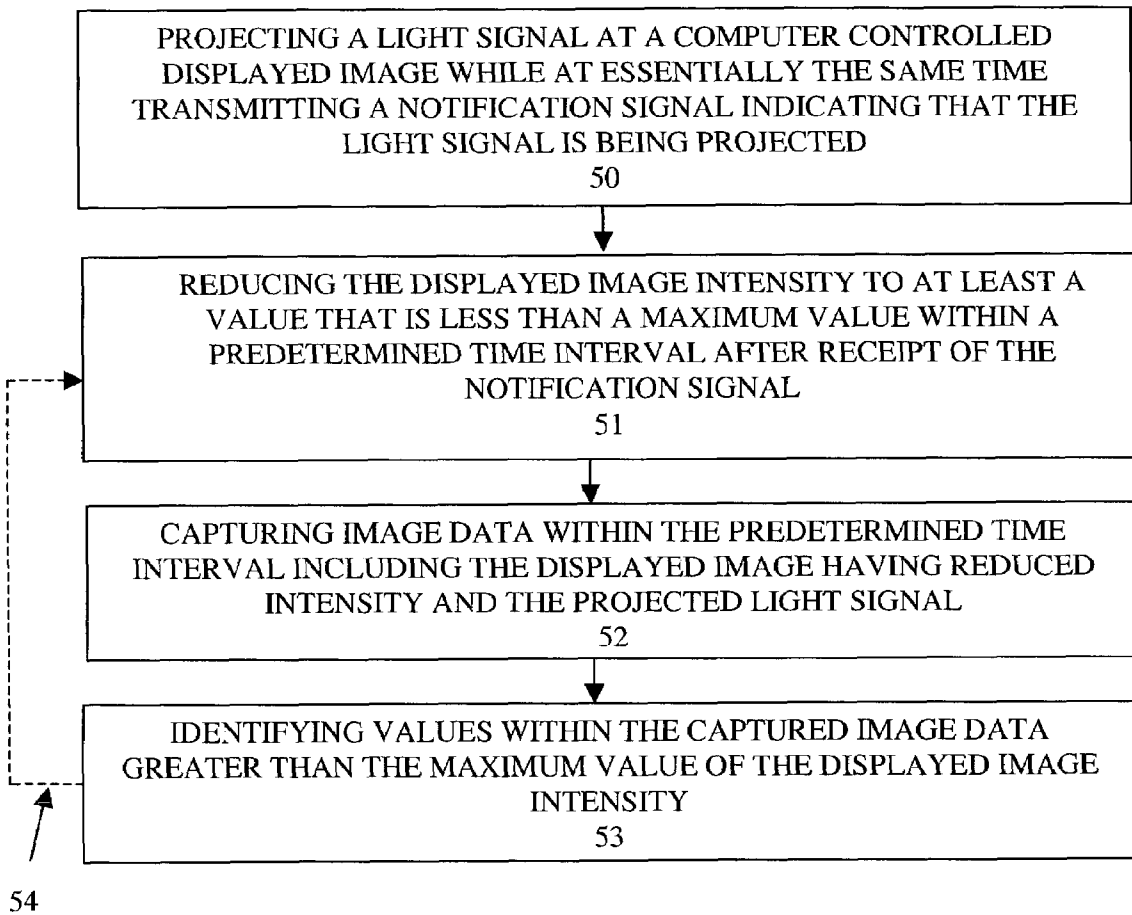 PROJECTING A LIGHT SIGNAL AT A COMPUTER CONTROLLED
DISPLAYED IMAGE WHILE AT ESSENTIALLY THE SAME TIME
TRANSMITTING A NOTIFICATION SIGNAL INDICATING THAT THE
LIGHT SIGNAL IS BEING PROJECTED
50
REDUCING THE DISPLAYED IMAGE INTENSITY TO AT LEAST A
VALUE THAT IS LESS THAN A MAXIMUM VALUE WITHIN A
PREDETERMINED TIME INTERVAL AFTER RECEIPT OF THE
NOTIFICATION SIGNAL
51
CAPTURING IMAGE DATA WITHIN THE PREDETERMINED TIME
INTERVAL INCLUDING THE DISPLAYED IMAGE HAVING REDUCED
INTENSITY AND THE PROJECTED LIGHT SIGNAL
52
IDENTIFYING VALUES WITHIN THE CAPTURED IMAGE DATA
GREATER THAN THE MAXIMUM VALUE OF THE DISPLAYED IMAGE
INTENSITY
53
54